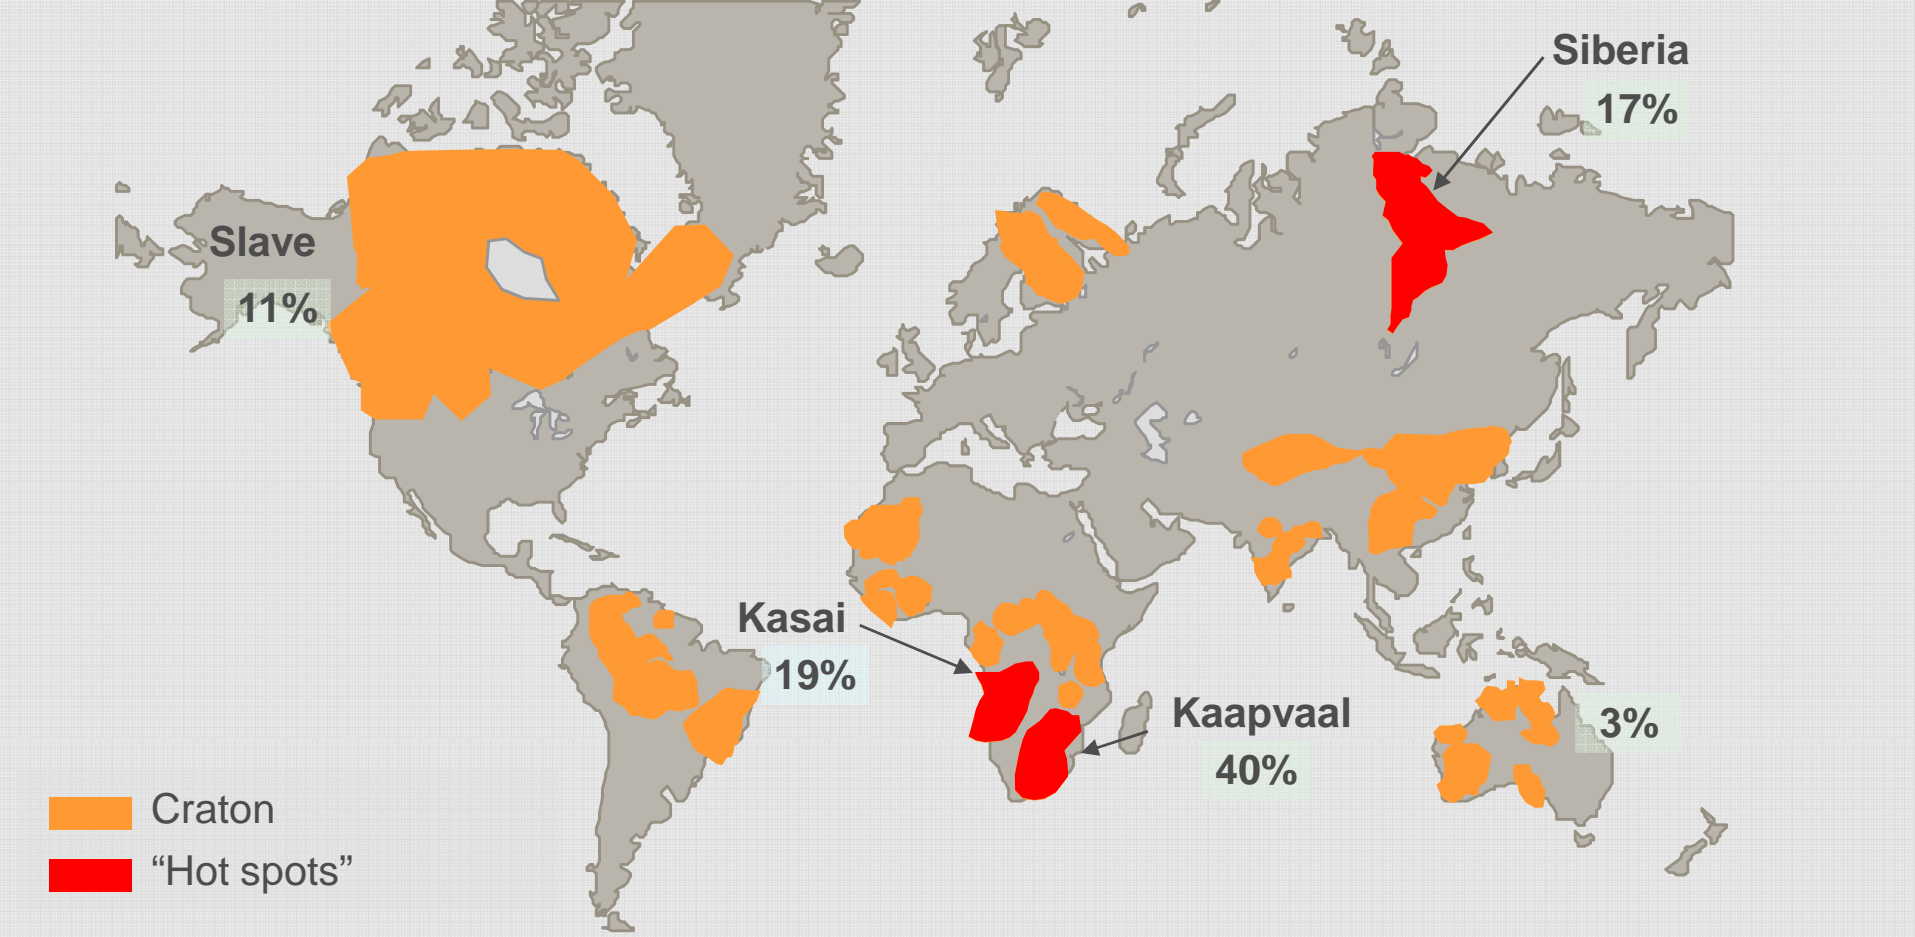 Siberia
17%
Slave
11%
Kasai
19%
Kaapvaal
40%
3%
Craton
“Hot spots”